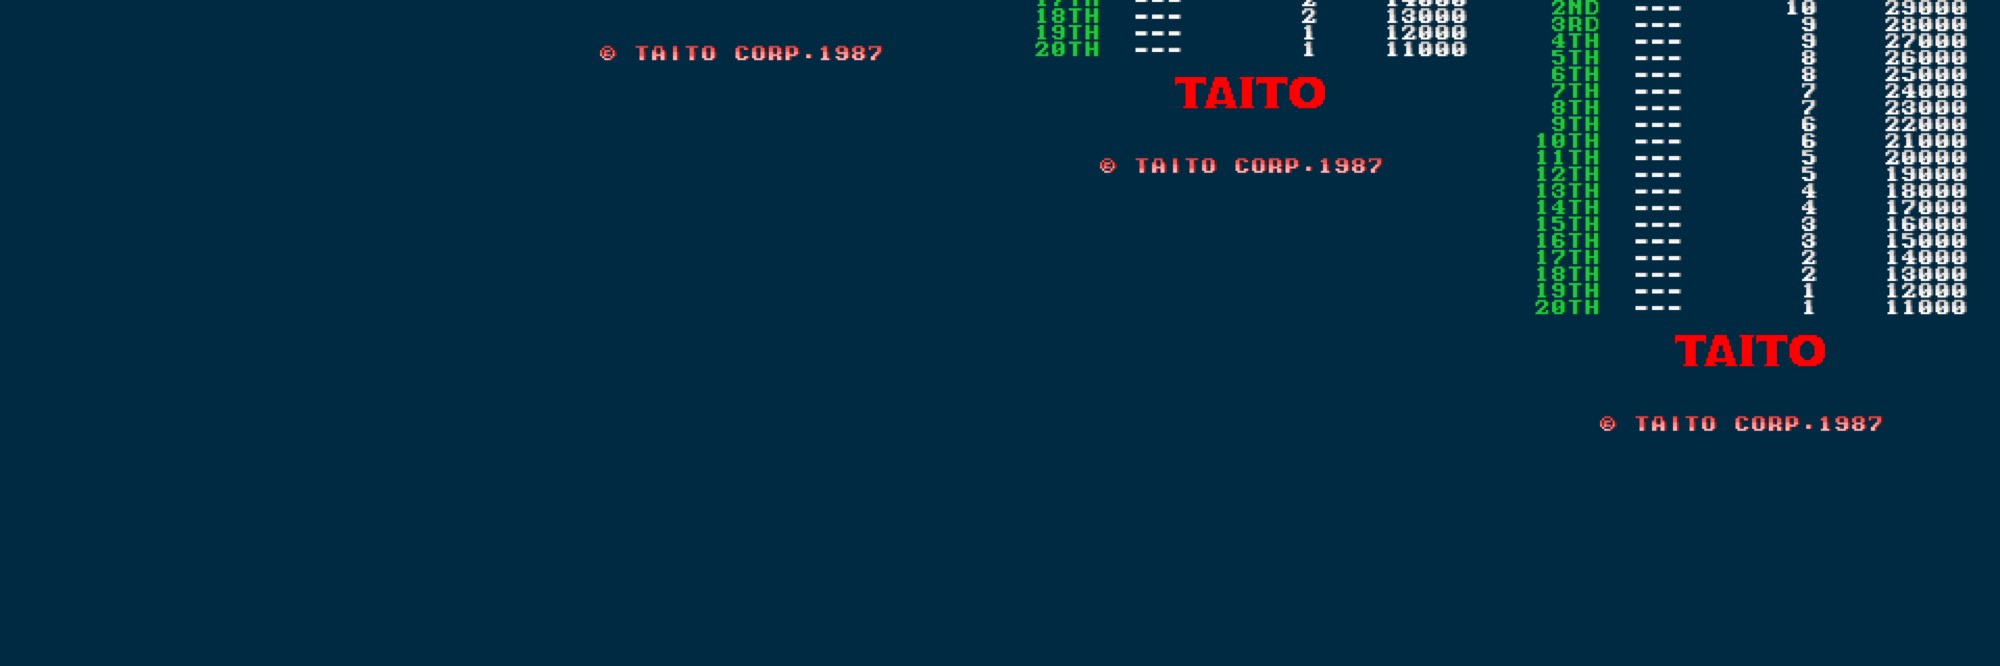 © TAITO CORP.1987
17TH --- 2 14000
18TH --- 2 13000
19TH --- 1 12000
20TH --- 1 11000
TAITO
© TAITO CORP.1987
2ND --- 10 29000
3RD --- 9 28000
4TH --- 9 27000
5TH --- 8 26000
6TH --- 8 25000
7TH --- 7 24000
8TH --- 7 23000
9TH --- 6 22000
10TH --- 6 21000
11TH --- 5 20000
12TH --- 5 19000
13TH --- 4 18000
14TH --- 4 17000
15TH --- 3 16000
16TH --- 3 15000
17TH --- 2 14000
18TH --- 2 13000
19TH --- 1 12000
20TH --- 1 11000
TAITO
© TAITO CORP.1987